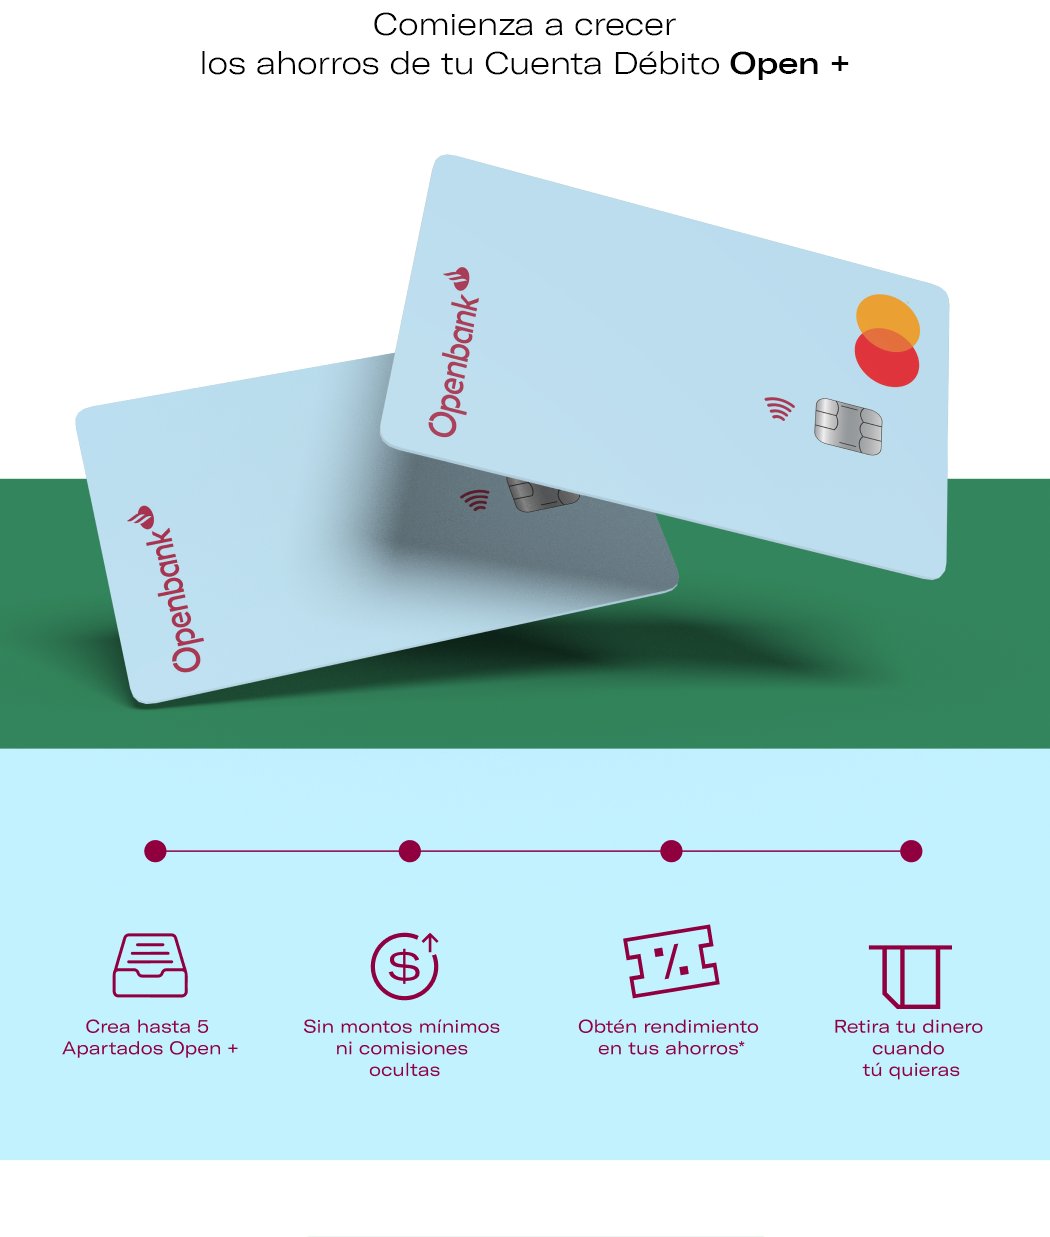 Comienza a crecer
los ahorros de tu Cuenta Débito Open +
Openbank
Openbank
Crea hasta 5
Apartados Open +
Sin montos mínimos
ni comisiones
ocultas
Obtén rendimiento
en tus ahorros*
Retira tu dinero
cuando
tú quieras